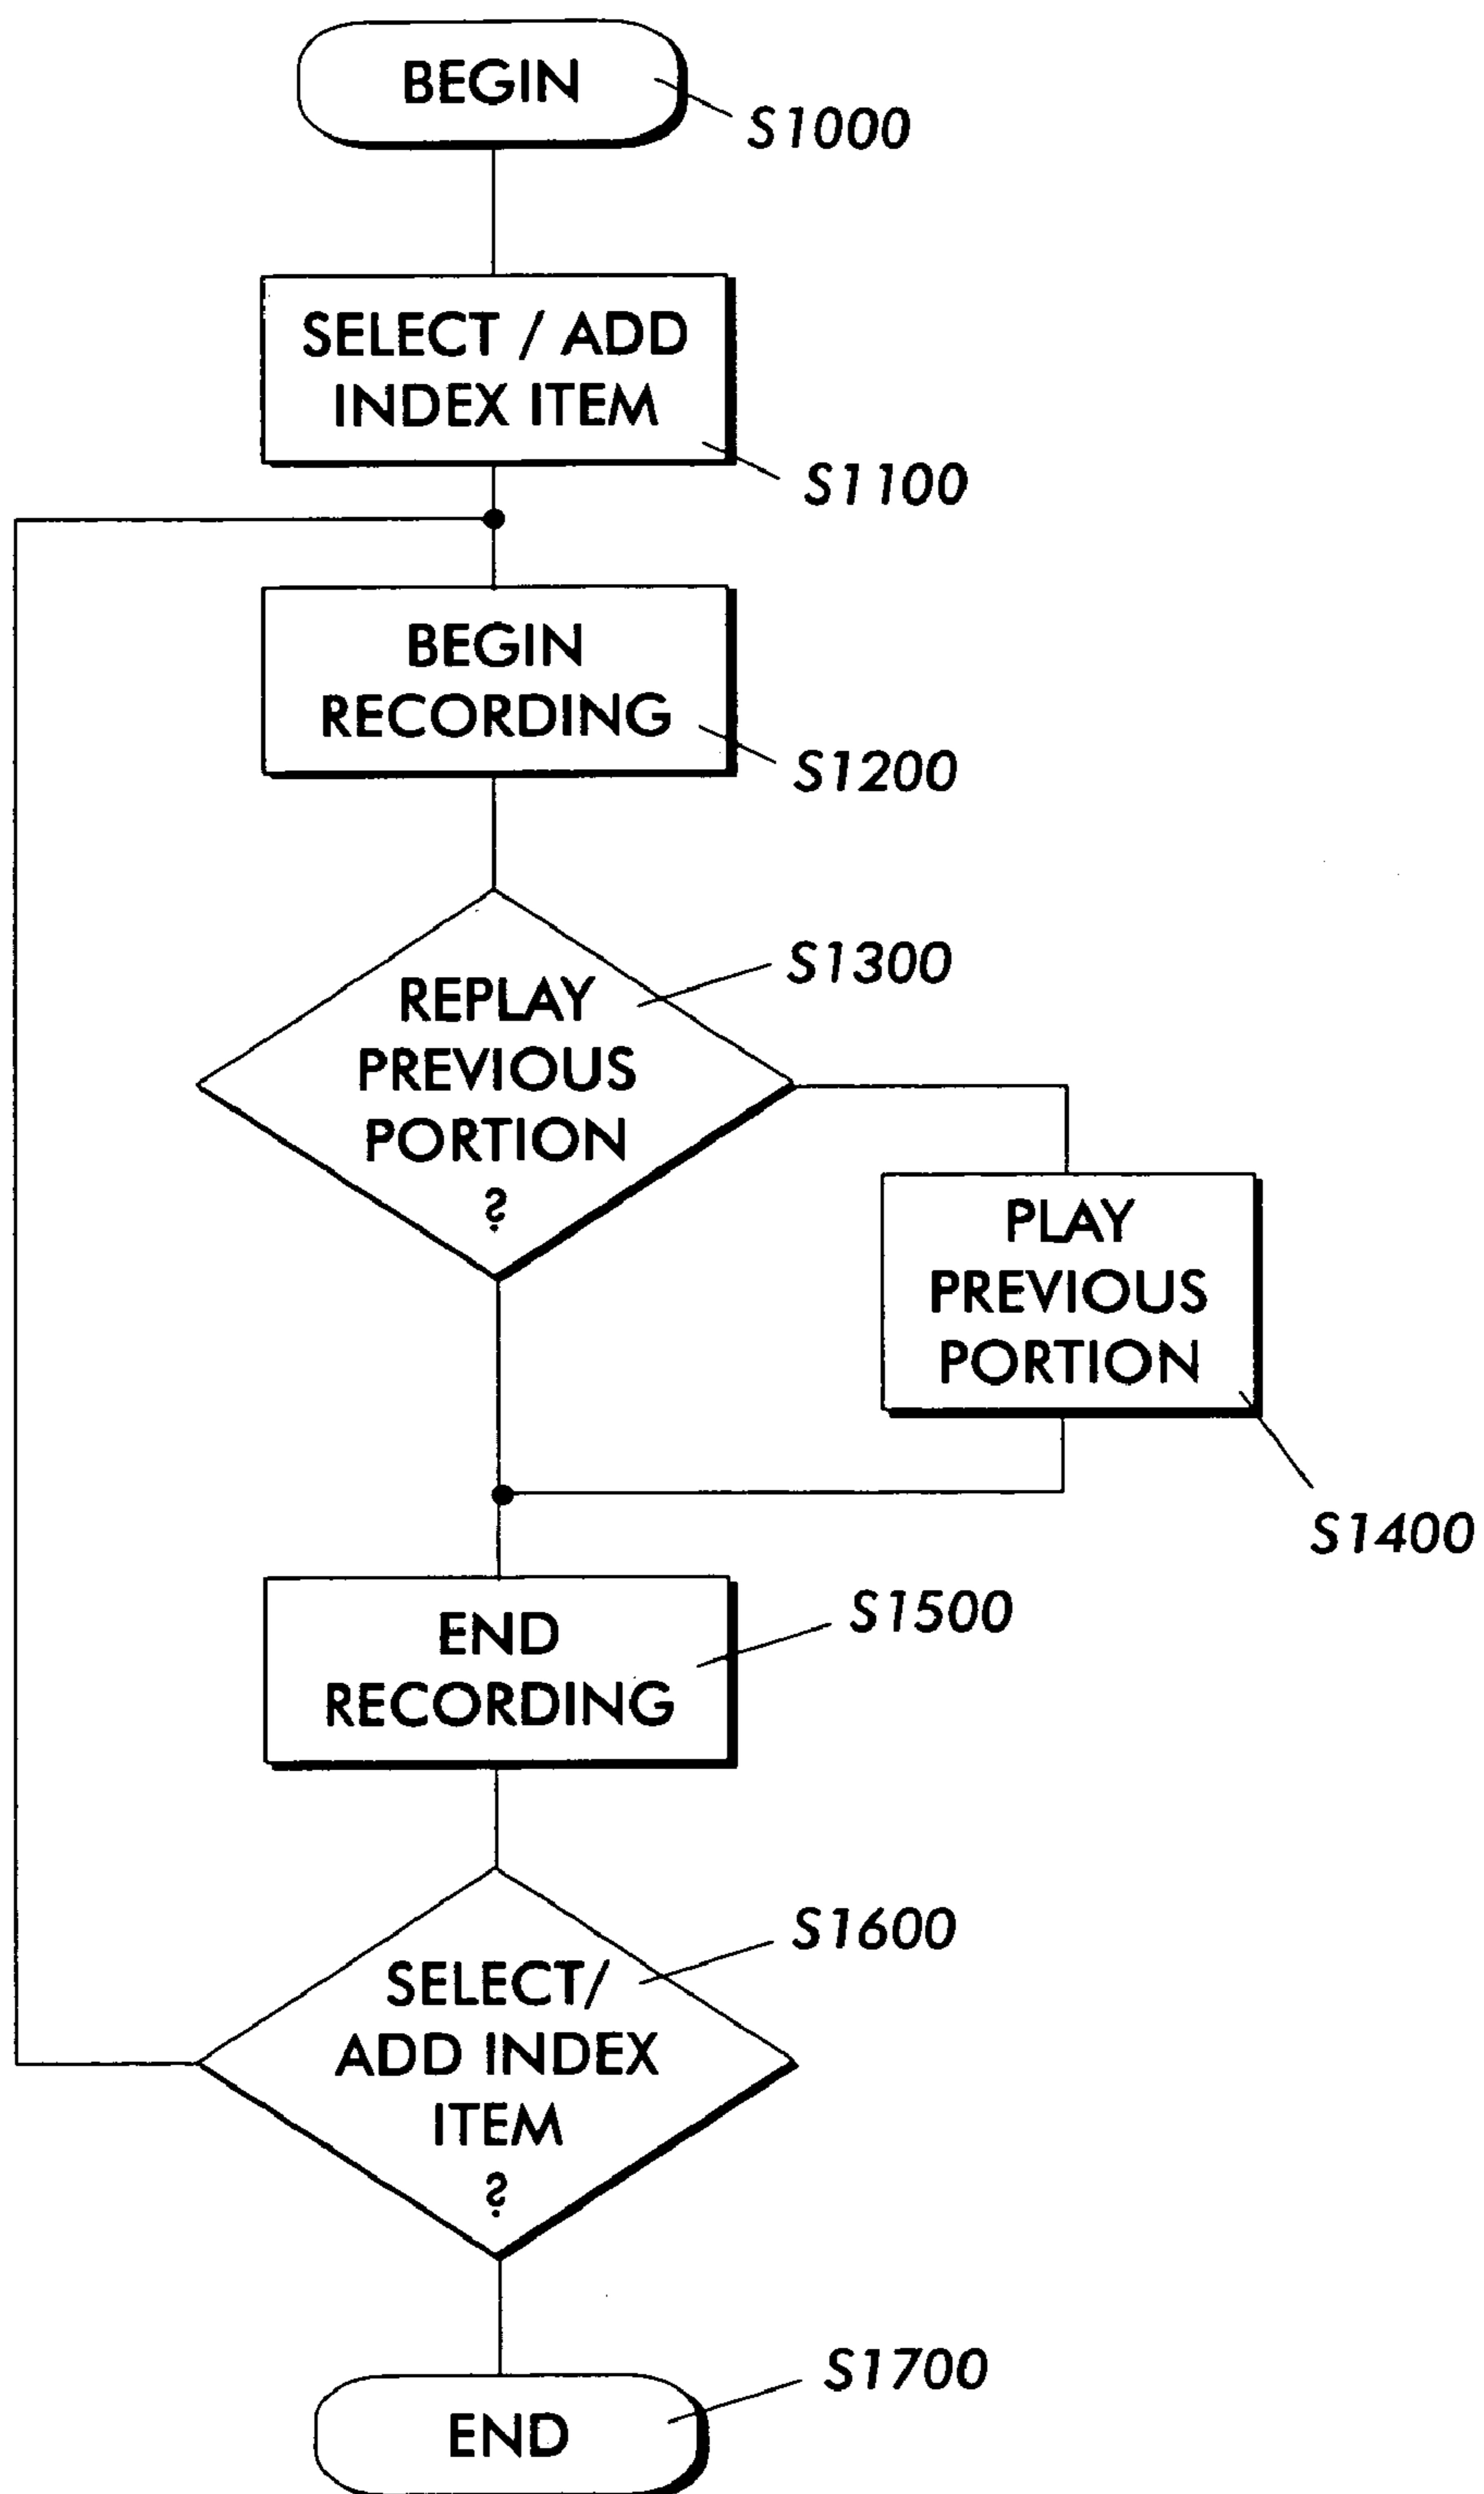 BEGIN
S1000
SELECT / ADD
INDEX ITEM
S1100
BEGIN
RECORDING
S1200
S1300
REPLAY
PREVIOUS
PORTION
?
PLAY
PREVIOUS
PORTION
S1400
END
RECORDING
S1500
S1600
SELECT/
ADD INDEX
ITEM
?
S1700
END